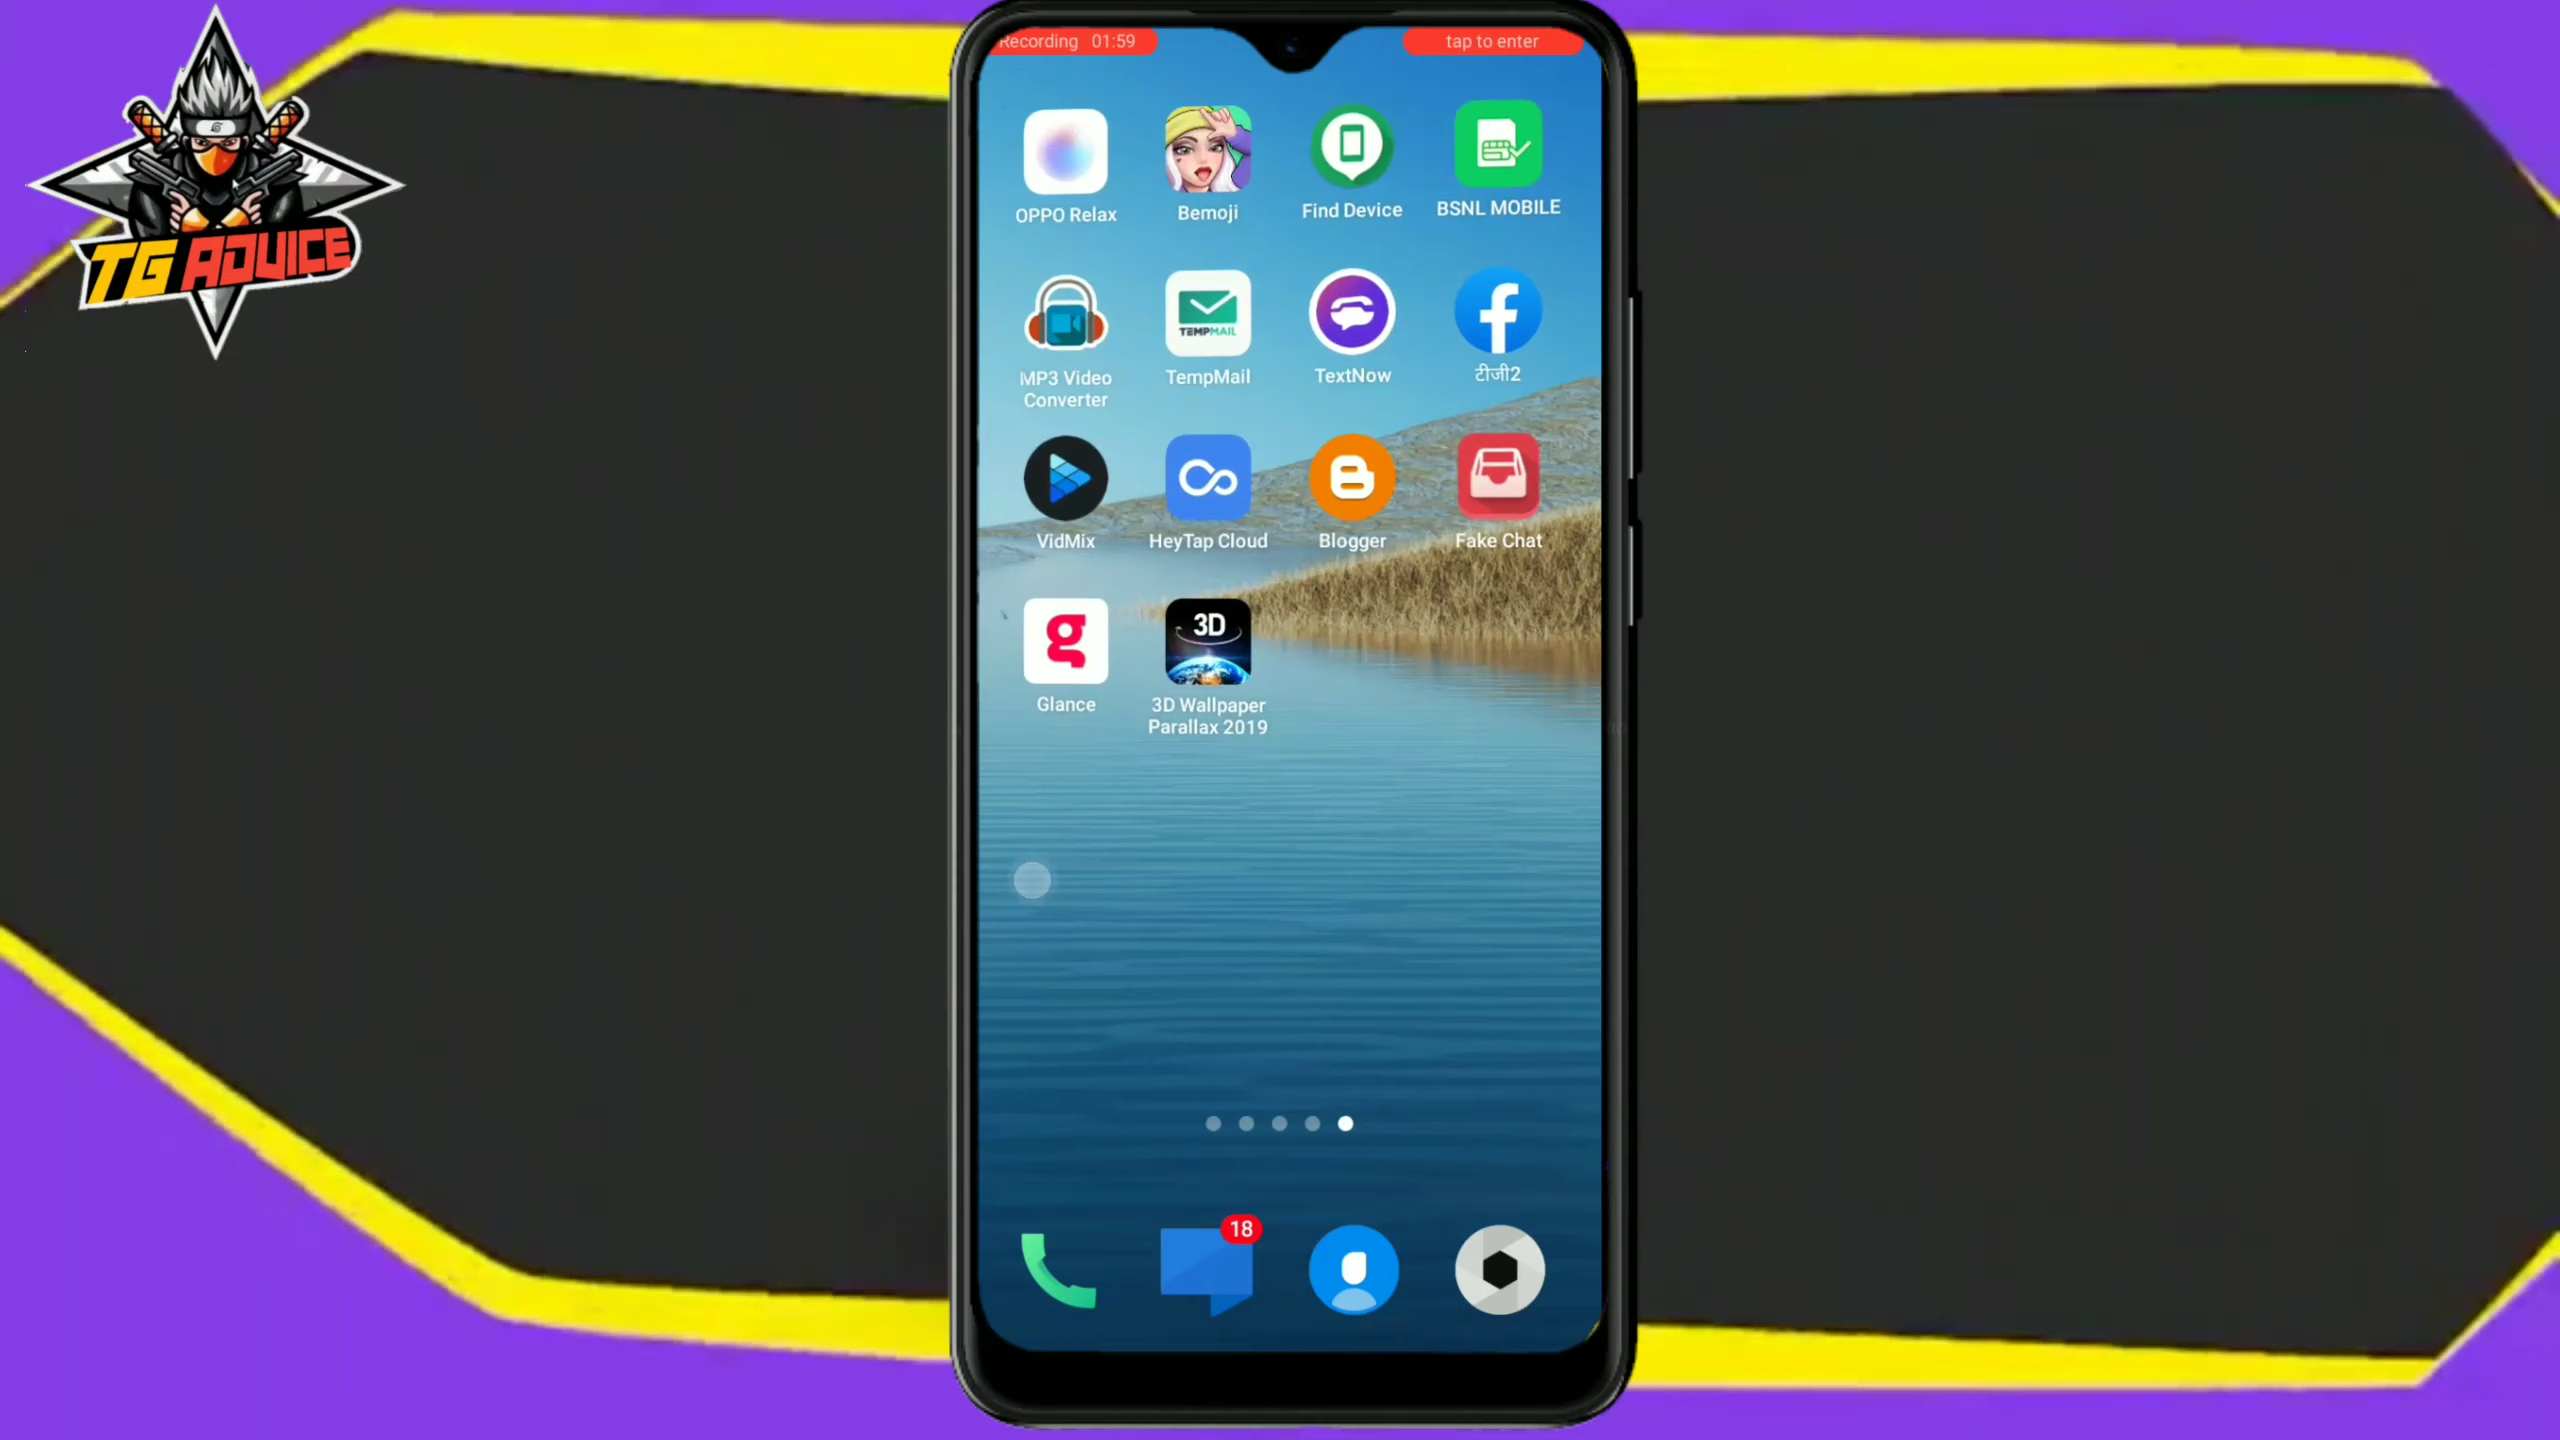 Recording 01:59
tap to enter
TG ADVICE
OPPO Relax
Bemoji
Find Device
BSNL MOBILE
TEMPMAIL
MP3 Video
Converter
TempMail
TextNow
टीजी2
VidMix
HeyTap Cloud
Blogger
Fake Chat
g
3D
Glance
3D Wallpaper
Parallax 2019
18